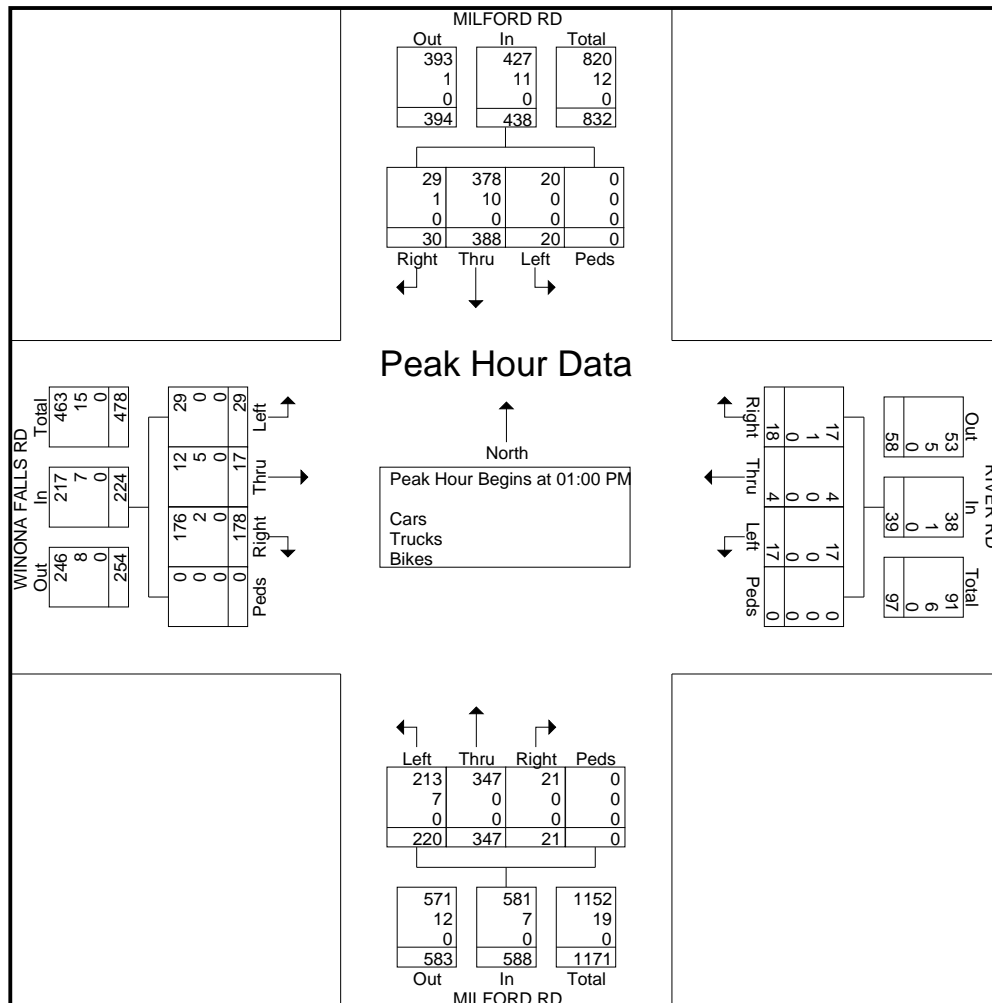 MILFORD RD
Out In Total
393 427 820
1 11 12
0 0 0
394 438 832
29 378 20 0
1 10 0 0
0 0 0 0
30 388 20 0
Right Thru Left Peds
Peak Hour Data
North
Peak Hour Begins at 01:00 PM
Cars
Trucks
Bikes
WINONA FALLS RD
Total
463
15
0
478
In
217
7
0
224
Out
246
8
0
254
Left
29
0
0
29
Thru
12
5
0
17
Right
176
2
0
178
Peds
0
0
0
0
Right
17
1
0
18
Thru
4
0
0
4
Left
17
0
0
17
Peds
0
0
0
0
RIVER RD
Out
53
5
0
58
In
38
1
0
39
Total
91
6
0
97
Left Thru Right Peds
213 347 21 0
7 0 0 0
0 0 0 0
220 347 21 0
571 581 1152
12 7 19
0 0 0
583 588 1171
Out In Total
MILFORD RD